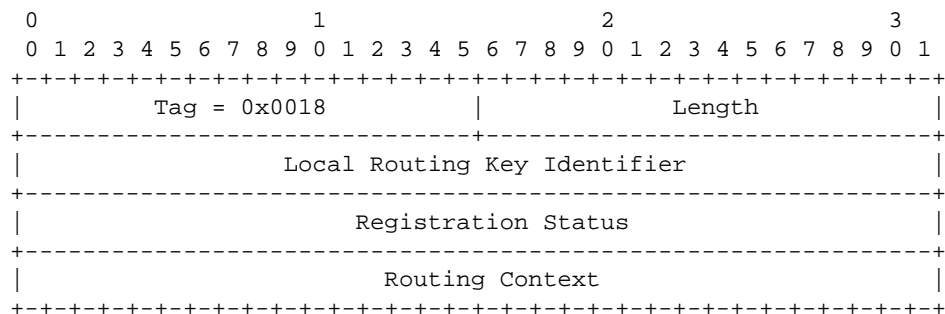 0                   1                   2                   3
 0 1 2 3 4 5 6 7 8 9 0 1 2 3 4 5 6 7 8 9 0 1 2 3 4 5 6 7 8 9 0 1
+-+-+-+-+-+-+-+-+-+-+-+-+-+-+-+-+-+-+-+-+-+-+-+-+-+-+-+-+-+-+-+-+
|         Tag = 0x0018          |             Length            |
+-------------------------------+-------------------------------+
|                  Local Routing Key Identifier                 |
+---------------------------------------------------------------+
|                       Registration Status                     |
+---------------------------------------------------------------+
|                         Routing Context                       |
+-+-+-+-+-+-+-+-+-+-+-+-+-+-+-+-+-+-+-+-+-+-+-+-+-+-+-+-+-+-+-+-+